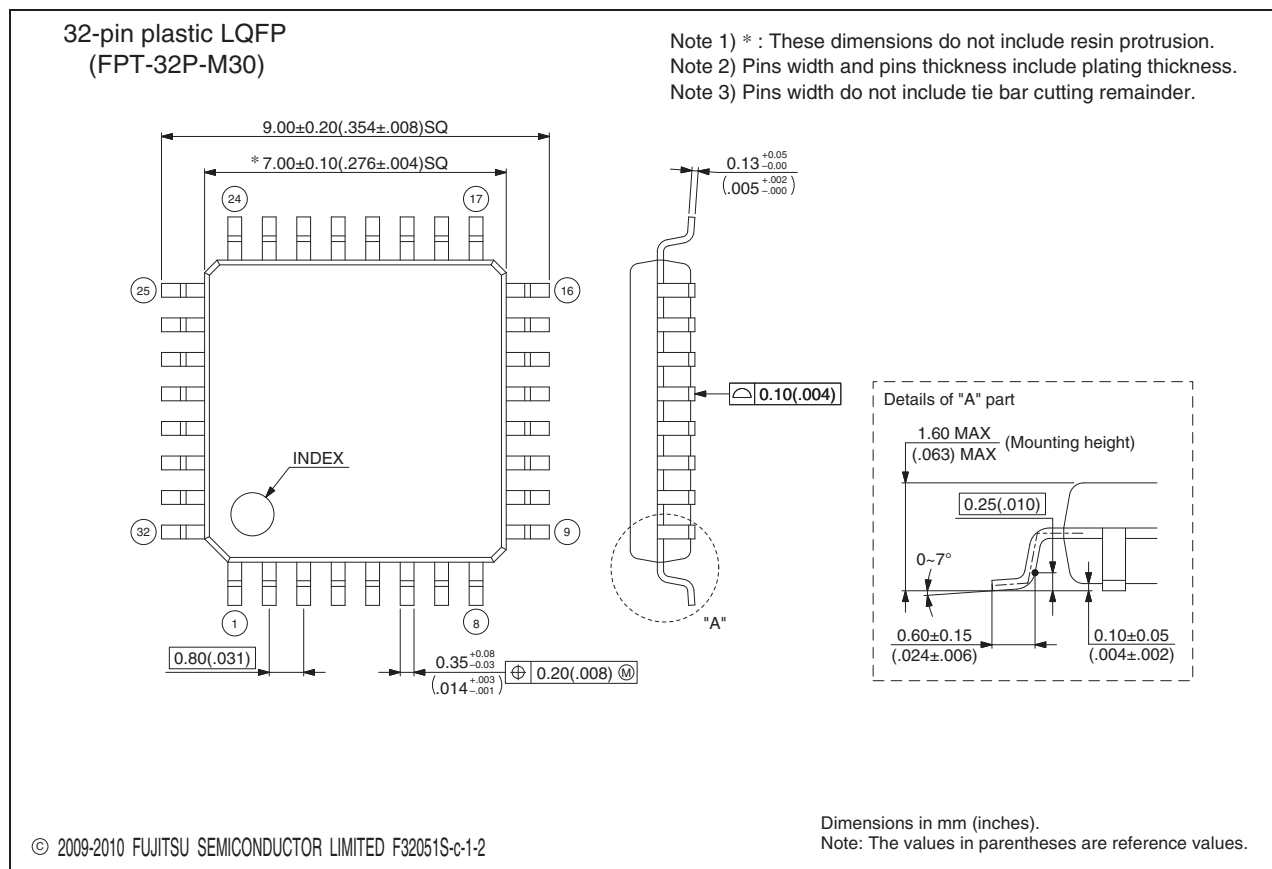 32-pin plastic LQFP
(FPT-32P-M30)
Note 1) * : These dimensions do not include resin protrusion.
Note 2) Pins width and pins thickness include plating thickness.
Note 3) Pins width do not include tie bar cutting remainder.
9.00±0.20(.354±.008)SQ
*7.00±0.10(.276±.004)SQ
0.13 +0.05 –0.00
(.005 +.002 –.000)
24
17
25
16
0.10(.004)
Details of "A" part
1.60 MAX
(.063) MAX
(Mounting height)
INDEX
0.25(.010)
32
9
0~7°
1
8
"A"
0.80(.031)
0.35 +0.08 –0.03
(.014 +.003 –.001)
⌖ 0.20(.008) Ⓜ
0.60±0.15
(.024±.006)
0.10±0.05
(.004±.002)
© 2009-2010 FUJITSU SEMICONDUCTOR LIMITED F32051S-c-1-2
Dimensions in mm (inches).
Note: The values in parentheses are reference values.